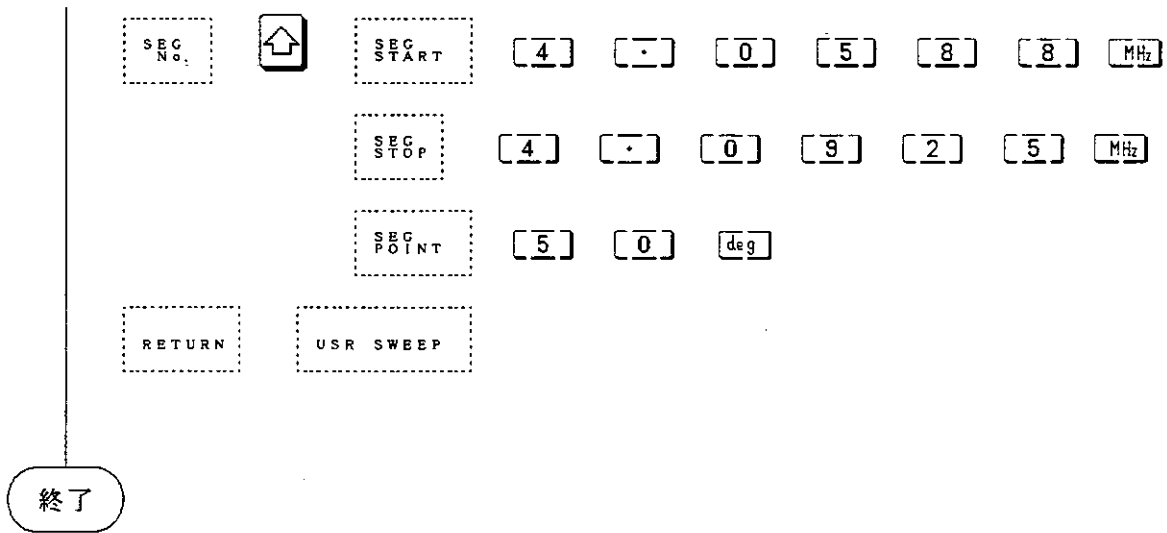 SEG No. SEG START 4 . 0 5 8 8 MHz
SEG STOP 4 . 0 9 2 5 MHz
SEG POINT 5 0 deg
RETURN USR SWEEP
終了